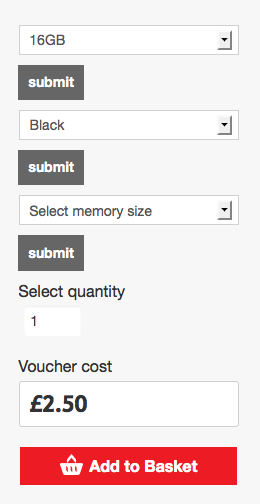 16GB
submit
Black
submit
Select memory size
submit
Select quantity
1
Voucher cost
£2.50
Add to Basket